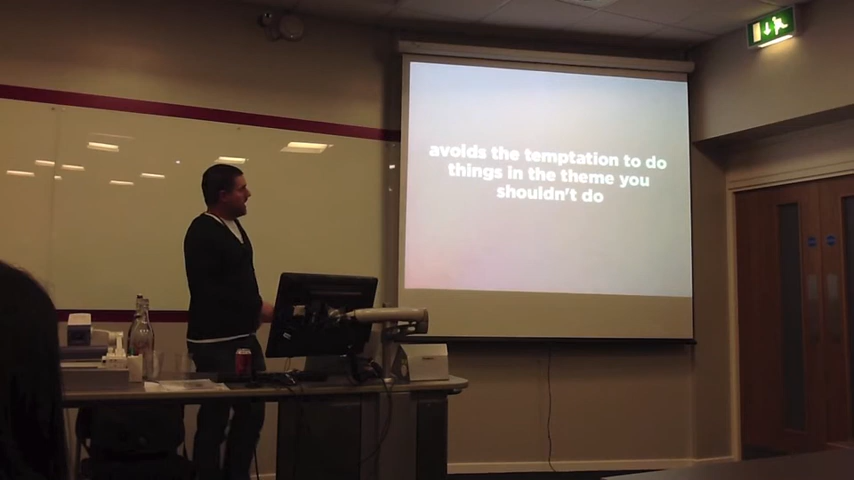 avoids the temptation to do
things in the theme you
shouldn't do